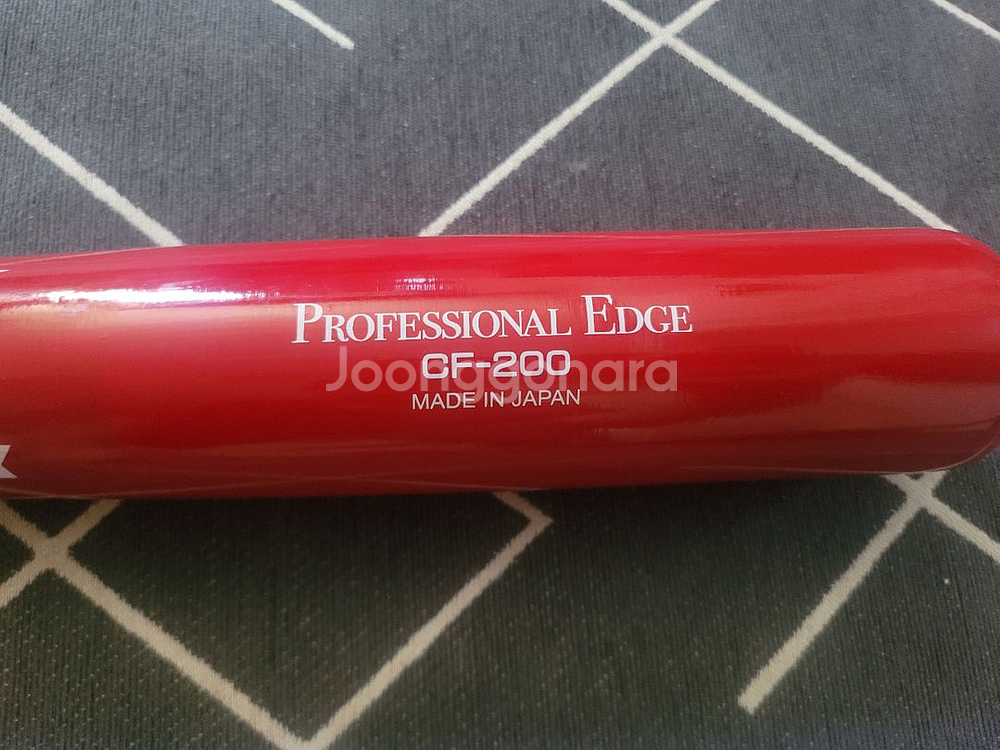 PROFESSIONAL EDGE
CF-200
Joonggonara
MADE IN JAPAN